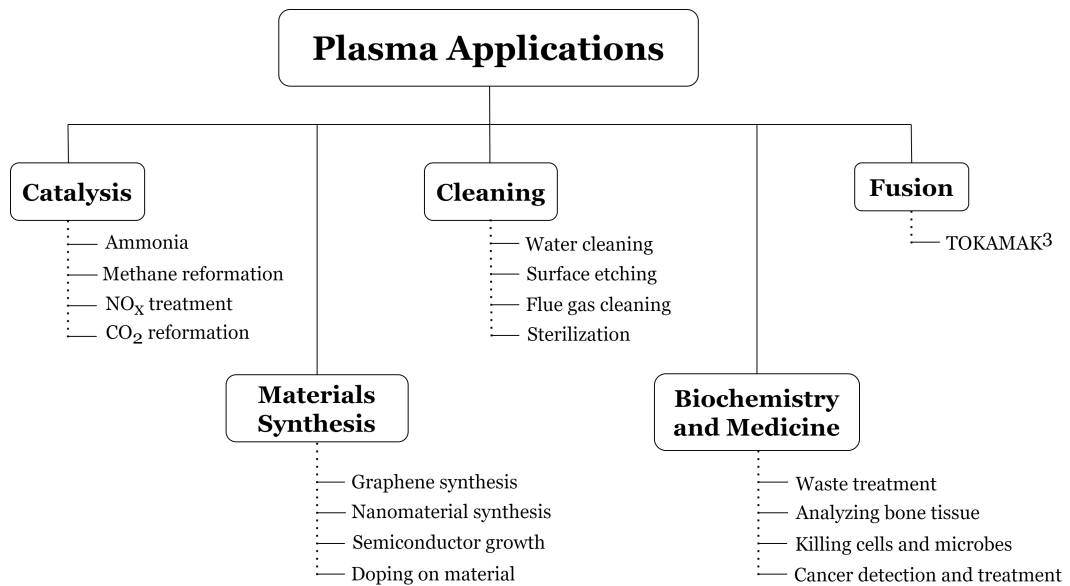 Plasma Applications
Catalysis
Ammonia
Methane reformation
NOₓ treatment
CO₂ reformation
Materials
Synthesis
Graphene synthesis
Nanomaterial synthesis
Semiconductor growth
Doping on material
Cleaning
Water cleaning
Surface etching
Flue gas cleaning
Sterilization
Biochemistry
and Medicine
Waste treatment
Analyzing bone tissue
Killing cells and microbes
Cancer detection and treatment
Fusion
TOKAMAK³